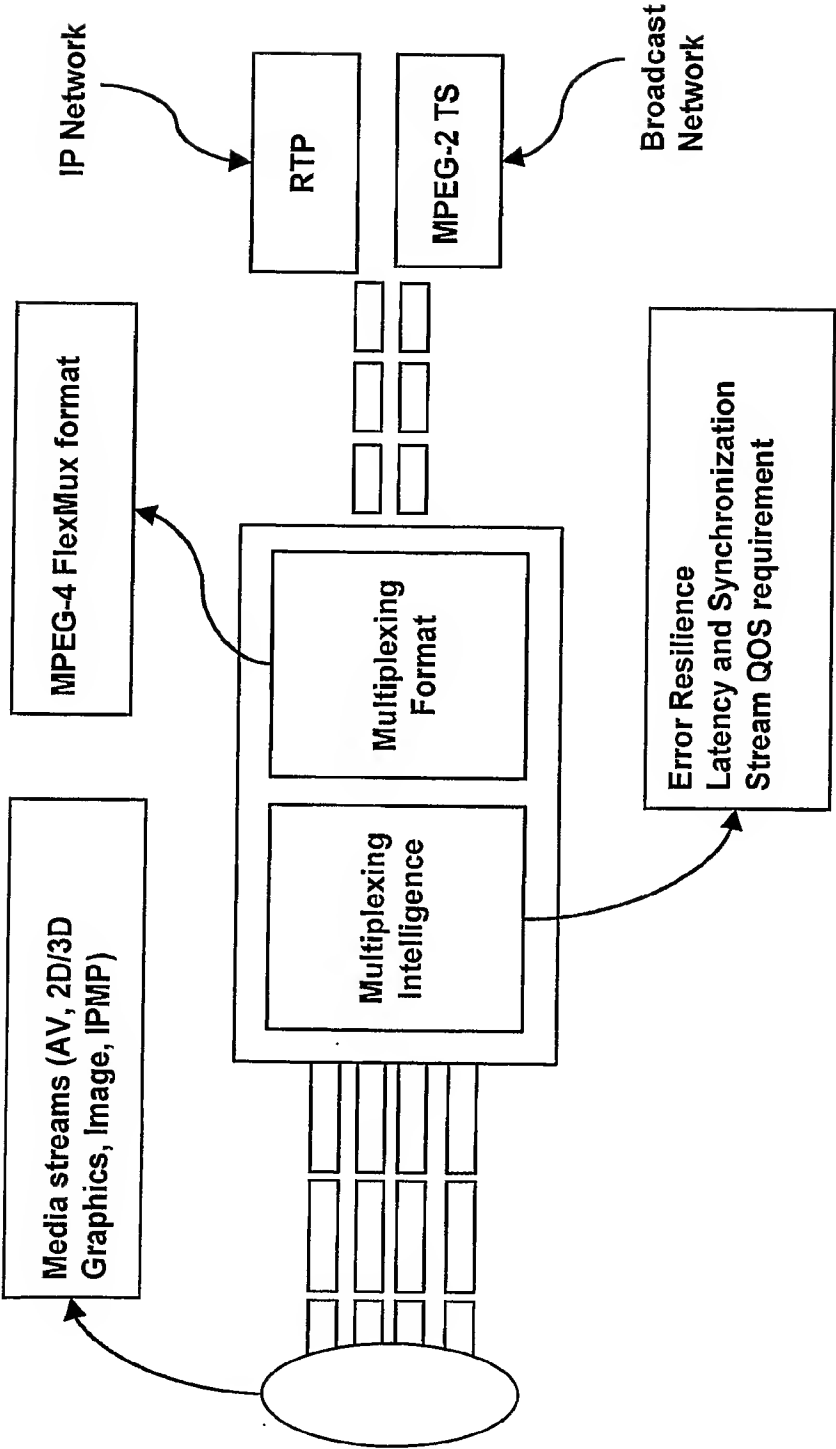 Media streams (AV, 2D/3D
Graphics, Image, IPMP)
MPEG-4 FlexMux format
IP Network
Multiplexing
Intelligence
Multiplexing
Format
RTP
MPEG-2 TS
Error Resilience
Latency and Synchronization
Stream QOS requirement
Broadcast
Network